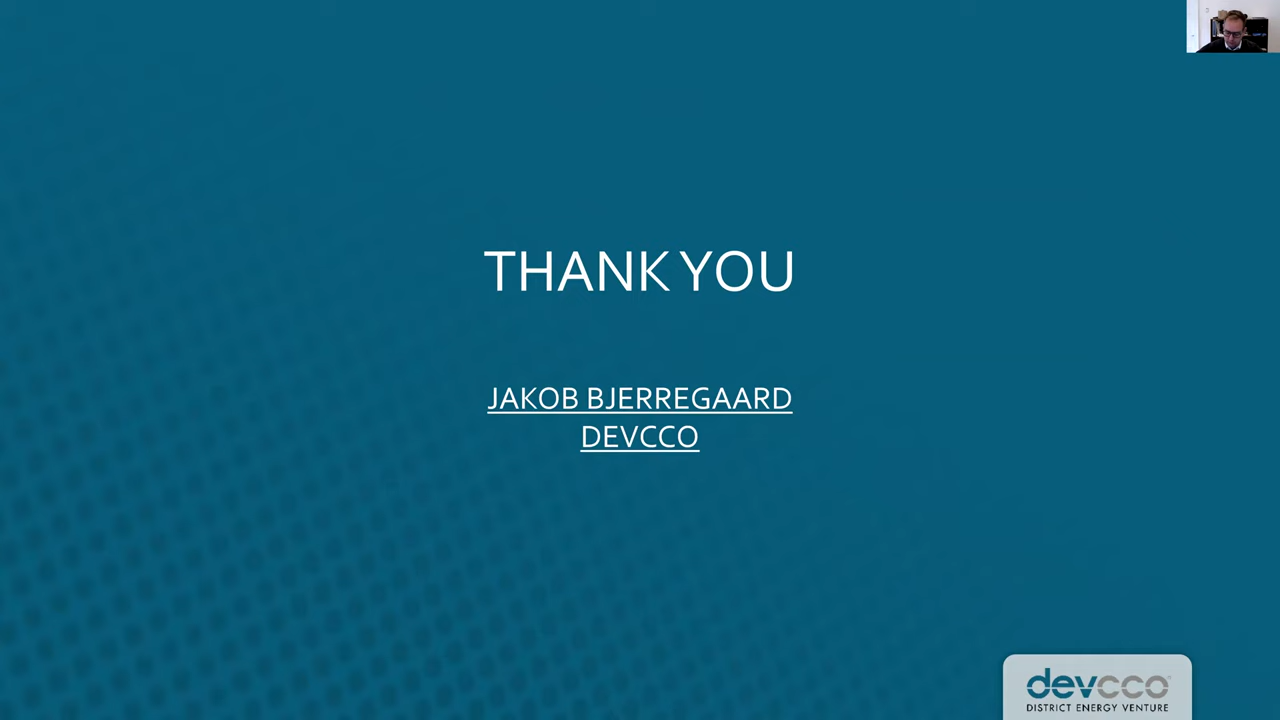 THANK YOU
JAKOB BJERREGAARD
DEVCCO
devcco
DISTRICT ENERGY VENTURE